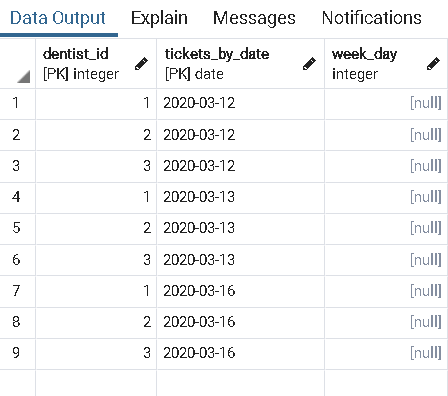 Data Output Explain Messages Notifications
dentist_id tickets_by_date week_day
[PK] integer [PK] date integer
1 1 2020-03-12 [null]
2 2 2020-03-12 [null]
3 3 2020-03-12 [null]
4 1 2020-03-13 [null]
5 2 2020-03-13 [null]
6 3 2020-03-13 [null]
7 1 2020-03-16 [null]
8 2 2020-03-16 [null]
9 3 2020-03-16 [null]